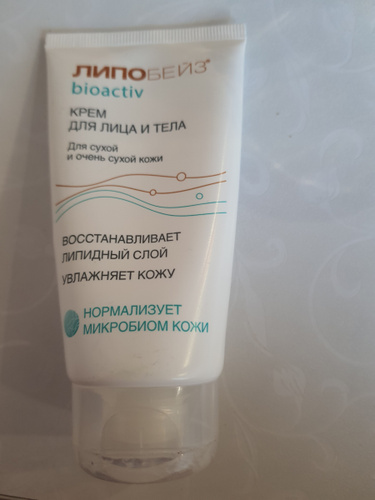 ЛИПОБЕЙЗ®
bioactiv
КРЕМ
ДЛЯ ЛИЦА И ТЕЛА
Для сухой
и очень сухой кожи
ВОССТАНАВЛИВАЕТ
ЛИПИДНЫЙ СЛОЙ
УВЛАЖНЯЕТ КОЖУ
НОРМАЛИЗУЕТ
МИКРОБИОМ КОЖИ